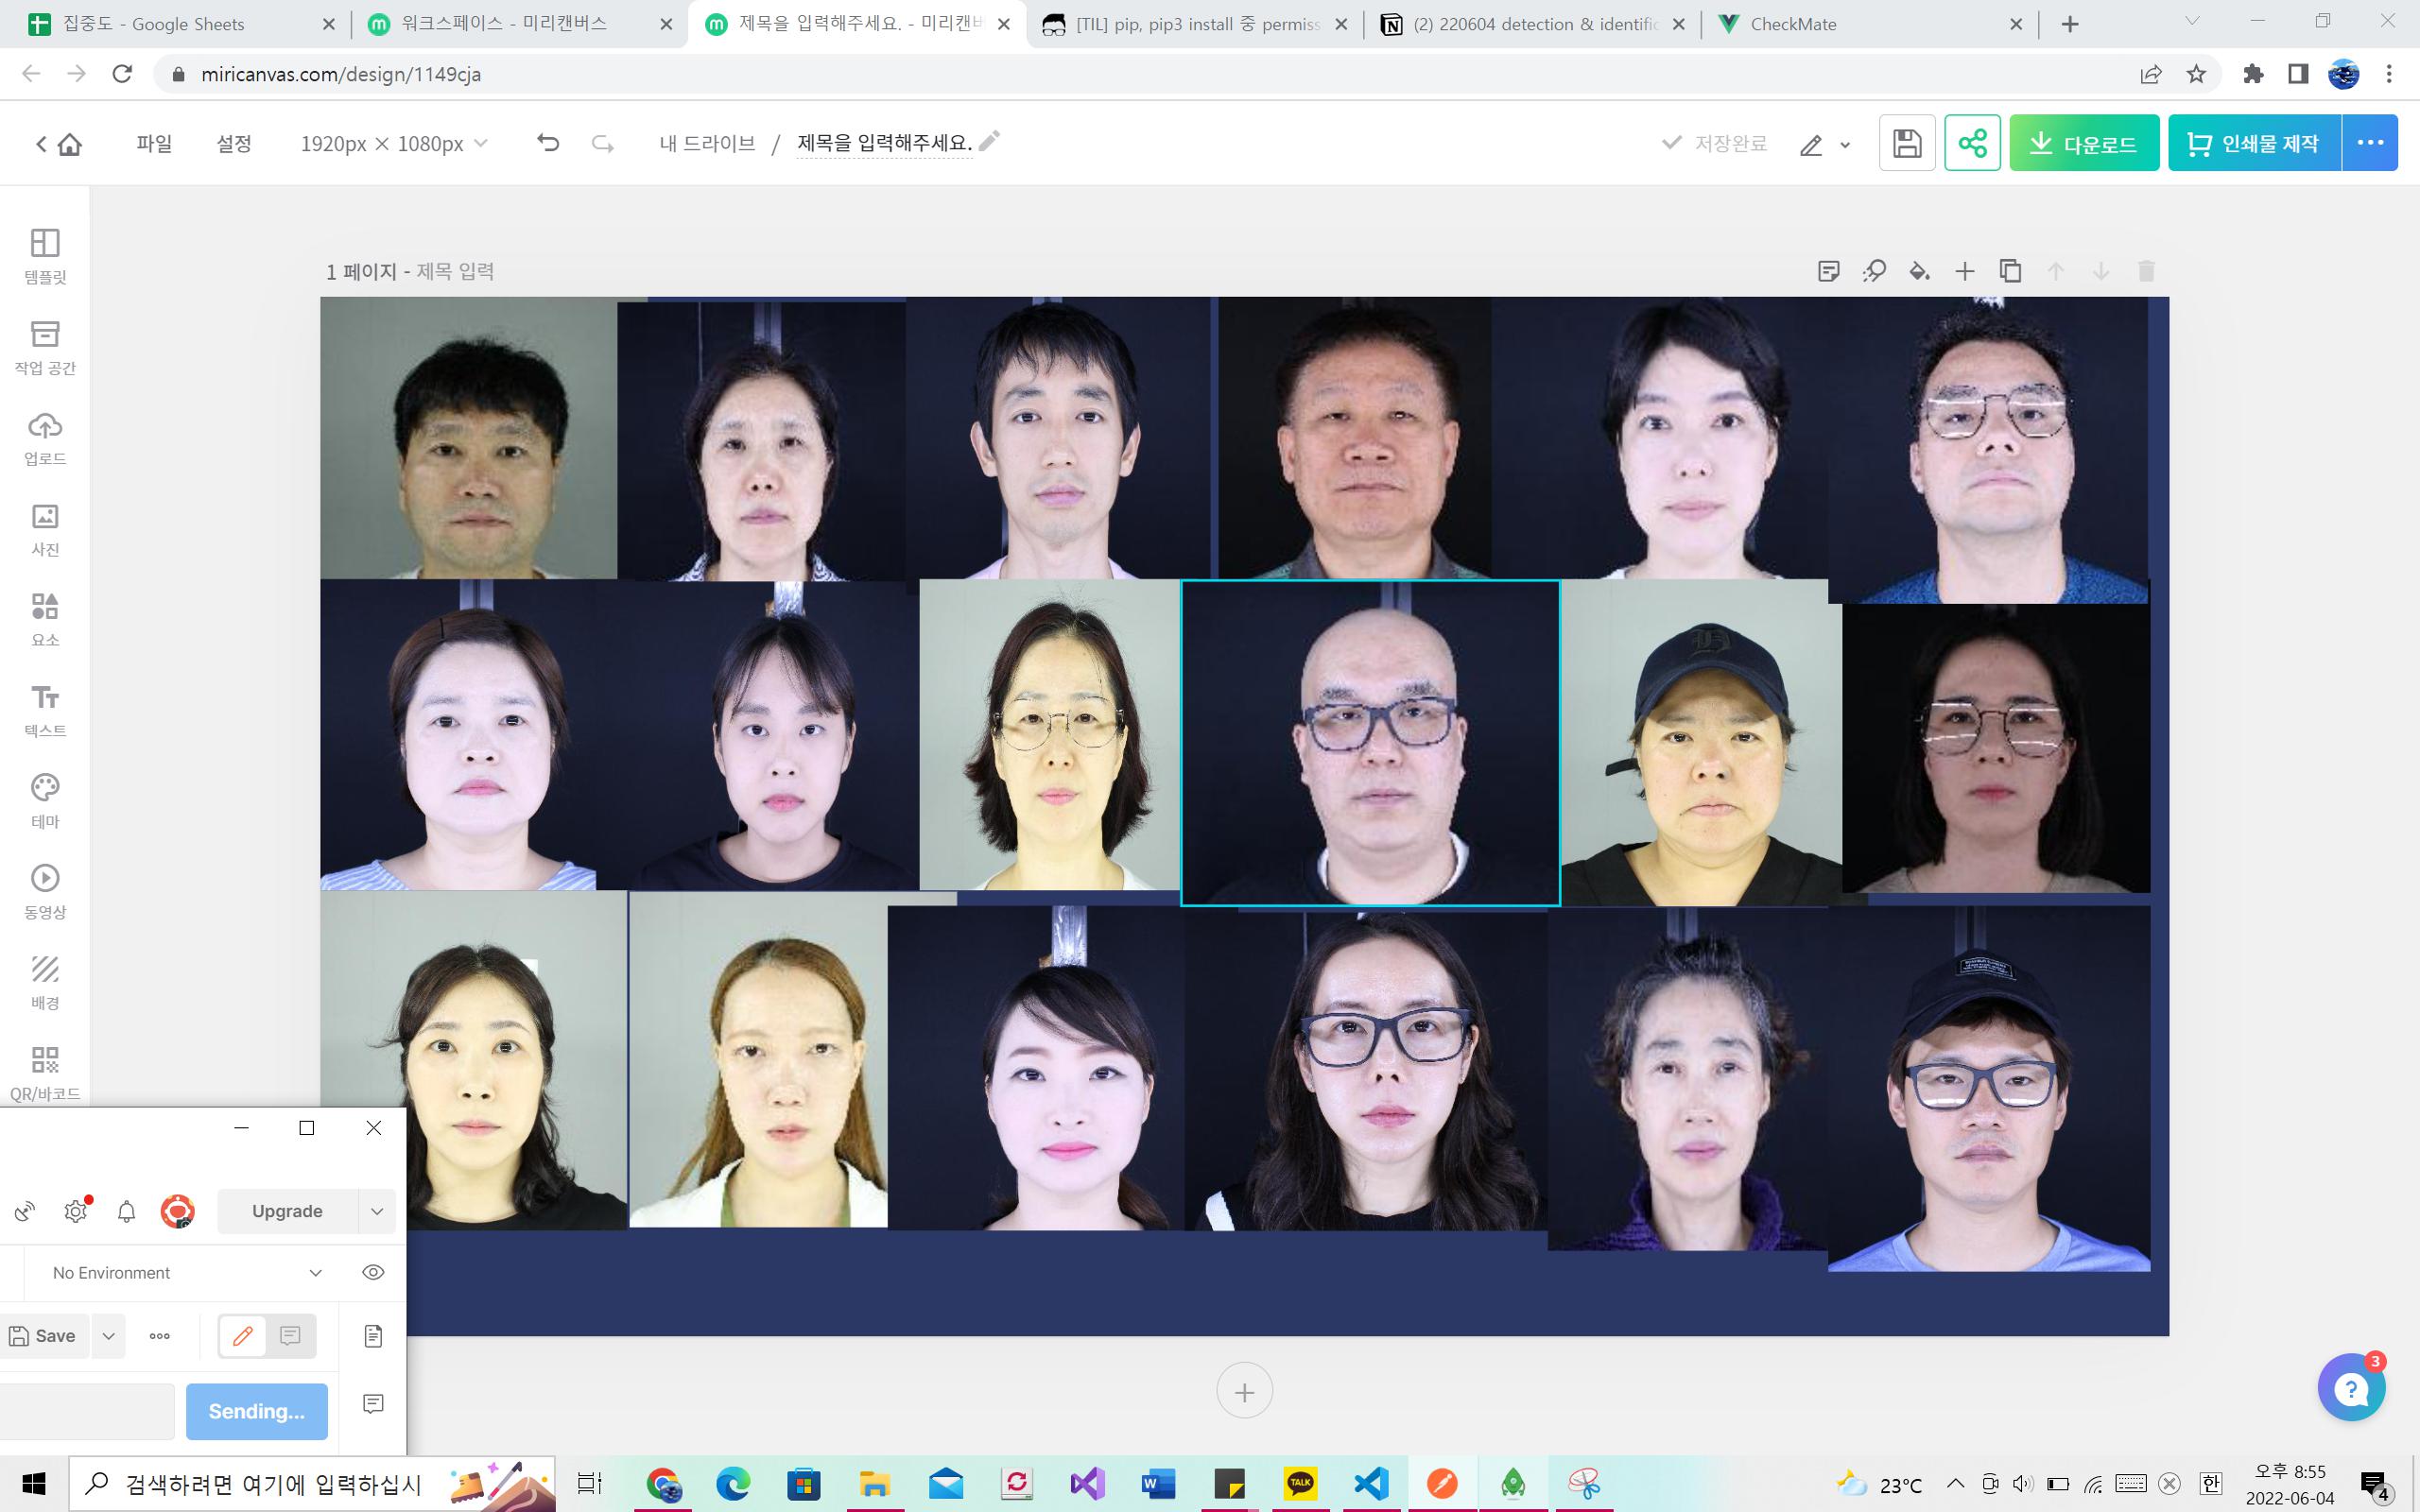 집중도 - Google Sheets
워크스페이스 - 미리캔버스
제목을 입력해주세요. - 미리캔버
[TIL] pip, pip3 install 중 permiss
(2) 220604 detection & identific
CheckMate
miricanvas.com/design/1149cja
파일
설정
1920px × 1080px
내 드라이브 / 제목을 입력해주세요.
저장완료
다운로드
인쇄물 제작
템플릿
작업 공간
업로드
사진
요소
텍스트
테마
동영상
배경
QR/바코드
1 페이지 - 제목 입력
Upgrade
No Environment
Save
Sending...
3
검색하려면 여기에 입력하십시
TALK
23°C
한
오후 8:55
2022-06-04
4